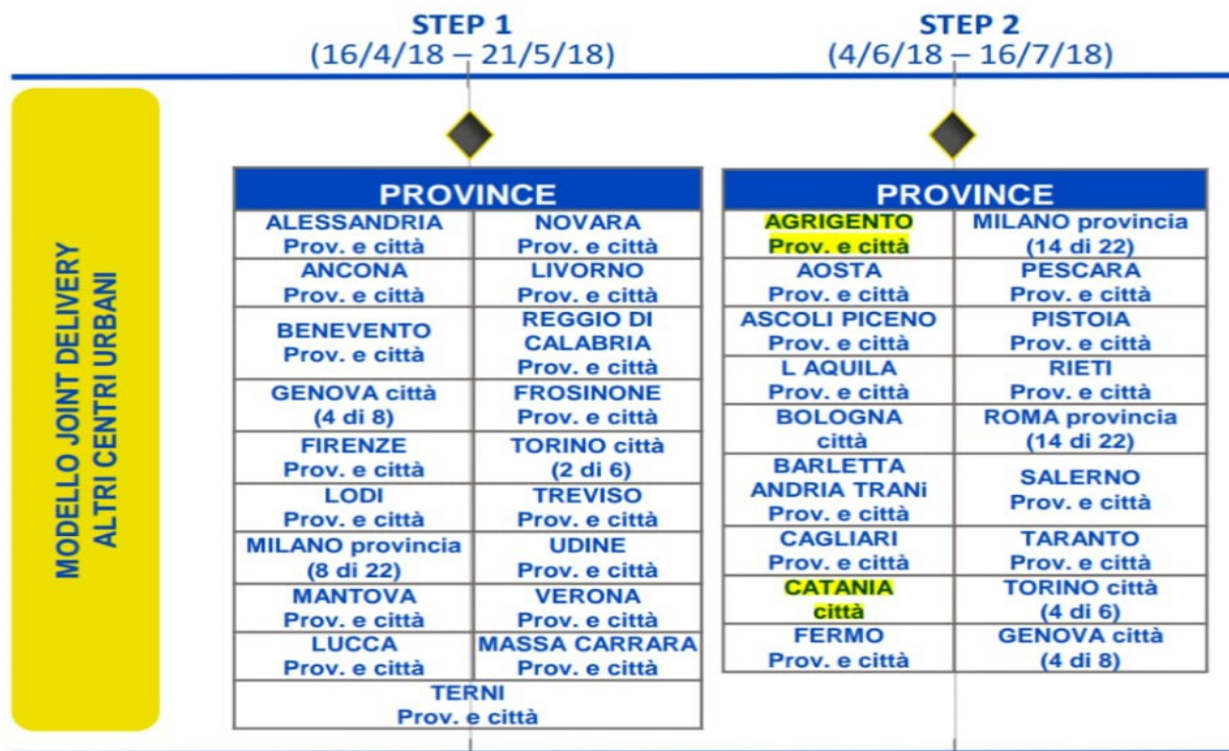 STEP 1
(16/4/18 – 21/5/18)
STEP 2
(4/6/18 – 16/7/18)
MODELLO JOINT DELIVERY
ALTRI CENTRI URBANI
PROVINCE
ALESSANDRIA
Prov. e città
NOVARA
Prov. e città
ANCONA
Prov. e città
LIVORNO
Prov. e città
BENEVENTO
Prov. e città
REGGIO DI
CALABRIA
Prov. e città
GENOVA città
(4 di 8)
FROSINONE
Prov. e città
FIRENZE
Prov. e città
TORINO città
(2 di 6)
LODI
Prov. e città
TREVISO
Prov. e città
MILANO provincia
(8 di 22)
UDINE
Prov. e città
MANTOVA
Prov. e città
VERONA
Prov. e città
LUCCA
Prov. e città
MASSA CARRARA
Prov. e città
TERNI
Prov. e città
PROVINCE
AGRIGENTO
Prov. e città
MILANO provincia
(14 di 22)
AOSTA
Prov. e città
PESCARA
Prov. e città
ASCOLI PICENO
Prov. e città
PISTOIA
Prov. e città
L AQUILA
Prov. e città
RIETI
Prov. e città
BOLOGNA
città
ROMA provincia
(14 di 22)
BARLETTA
ANDRIA TRANi
Prov. e città
SALERNO
Prov. e città
CAGLIARI
Prov. e città
TARANTO
Prov. e città
CATANIA
città
TORINO città
(4 di 6)
FERMO
Prov. e città
GENOVA città
(4 di 8)